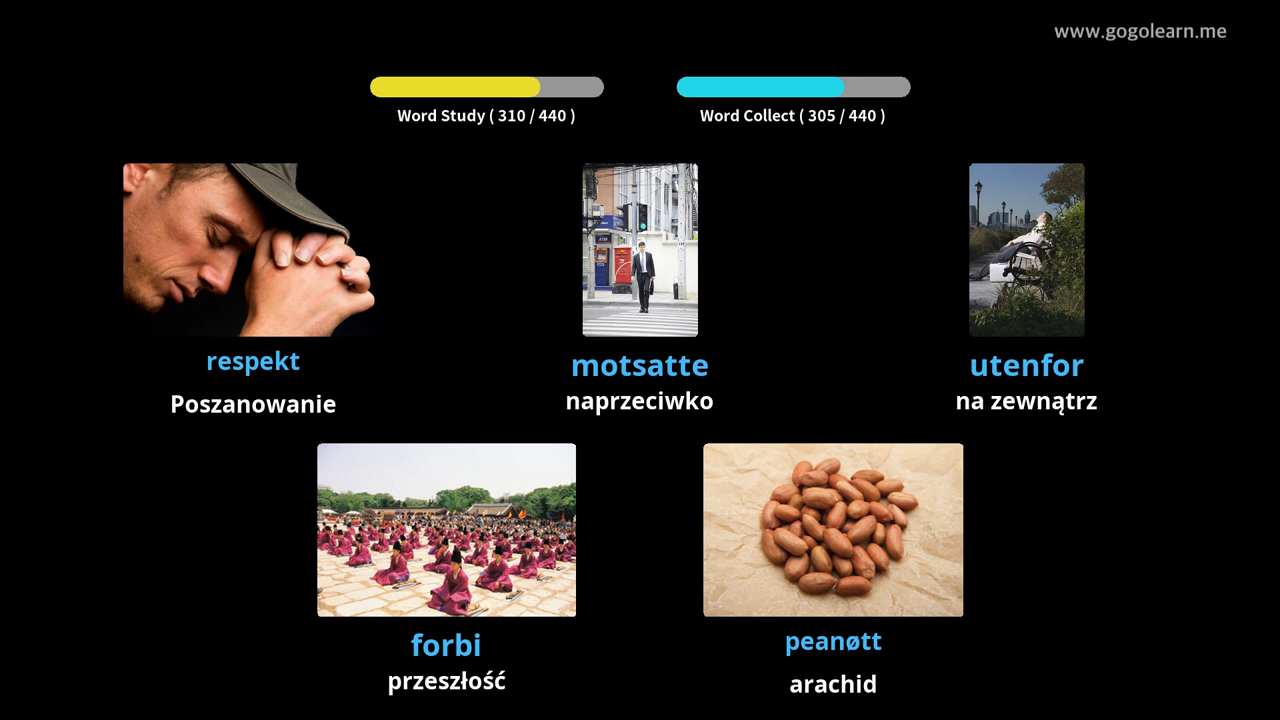 www.gogolearn.me
Word Study ( 310 / 440 )
Word Collect ( 305 / 440 )
respekt
Poszanowanie
motsatte
naprzeciwko
utenfor
na zewnątrz
forbi
przeszłość
peanøtt
arachid